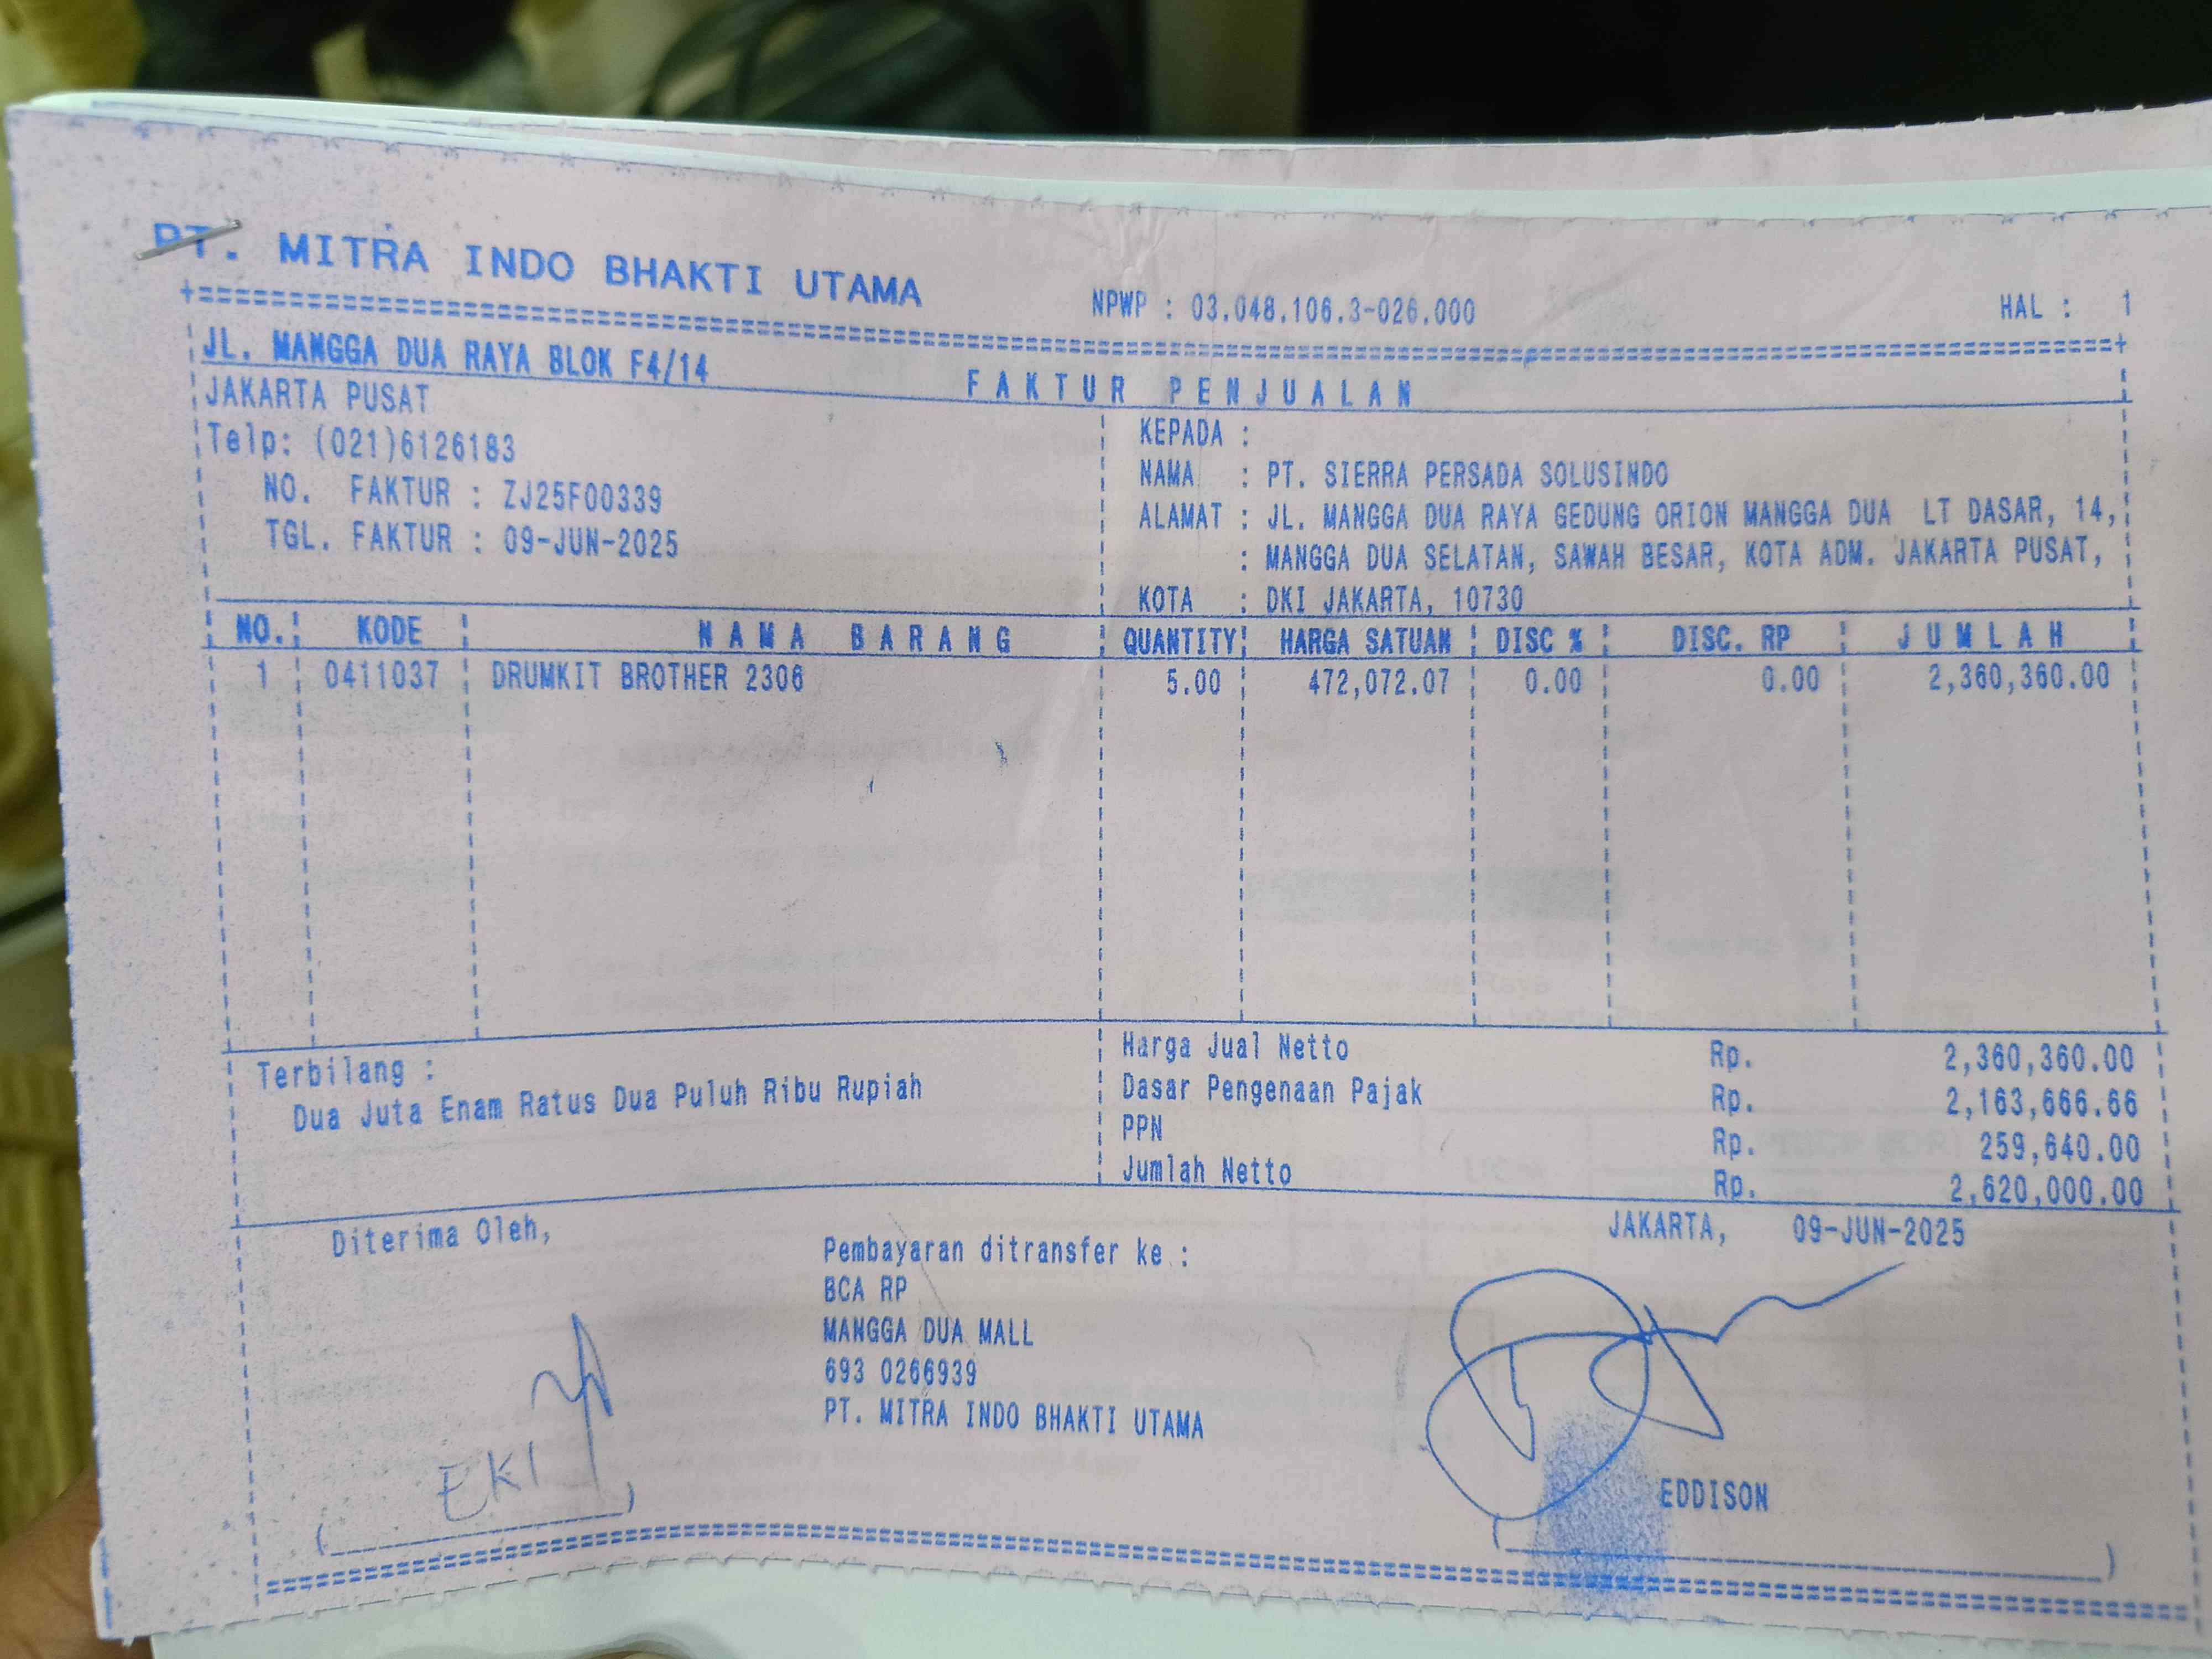 PT. MITRA INDO BHAKTI UTAMA
NPWP : 03.048.106.3-026.000
HAL : 1
JL. MANGGA DUA RAYA BLOK F4/14
FAKTUR PENJUALAN
JAKARTA PUSAT
Telp: (021)6126183
NO. FAKTUR : ZJ25F00339
TGL. FAKTUR : 09-JUN-2025
KEPADA :
NAMA : PT. SIERRA PERSADA SOLUSINDO
ALAMAT : JL. MANGGA DUA RAYA GEDUNG ORION MANGGA DUA LT DASAR, 14,
: MANGGA DUA SELATAN, SAWAH BESAR, KOTA ADM. JAKARTA PUSAT,
KOTA : DKI JAKARTA, 10730
NO. KODE NAMA BARANG QUANTITY HARGA SATUAN DISC % DISC. RP JUMLAH
1 0411037 DRUMKIT BROTHER 2306 5.00 472,072.07 0.00 0.00 2,360,360.00
Terbilang :
Dua Juta Enam Ratus Dua Puluh Ribu Rupiah
Harga Jual Netto Rp. 2,360,360.00
Dasar Pengenaan Pajak Rp. 2,163,666.66
PPN Rp. 259,640.00
Jumlah Netto Rp. 2,620,000.00
Diterima Oleh,
EKI
Pembayaran ditransfer ke :
BCA RP
MANGGA DUA MALL
693 0266939
PT. MITRA INDO BHAKTI UTAMA
JAKARTA, 09-JUN-2025
EDDISON